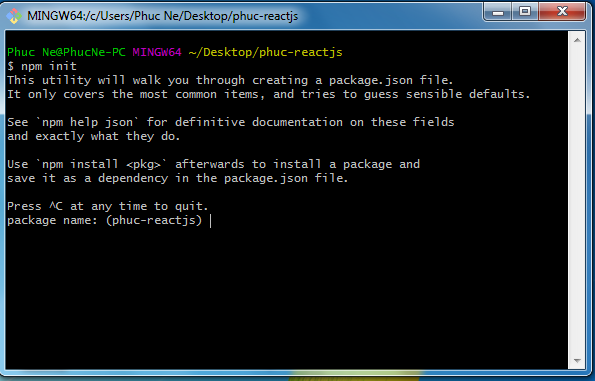 MINGW64:/c/Users/Phuc Ne/Desktop/phuc-reactjs
Phuc Ne@PhucNe-PC MINGW64 ~/Desktop/phuc-reactjs
$ npm init
This utility will walk you through creating a package.json file.
It only covers the most common items, and tries to guess sensible defaults.
See `npm help json` for definitive documentation on these fields
and exactly what they do.
Use `npm install <pkg>` afterwards to install a package and
save it as a dependency in the package.json file.
Press ^C at any time to quit.
package name: (phuc-reactjs)